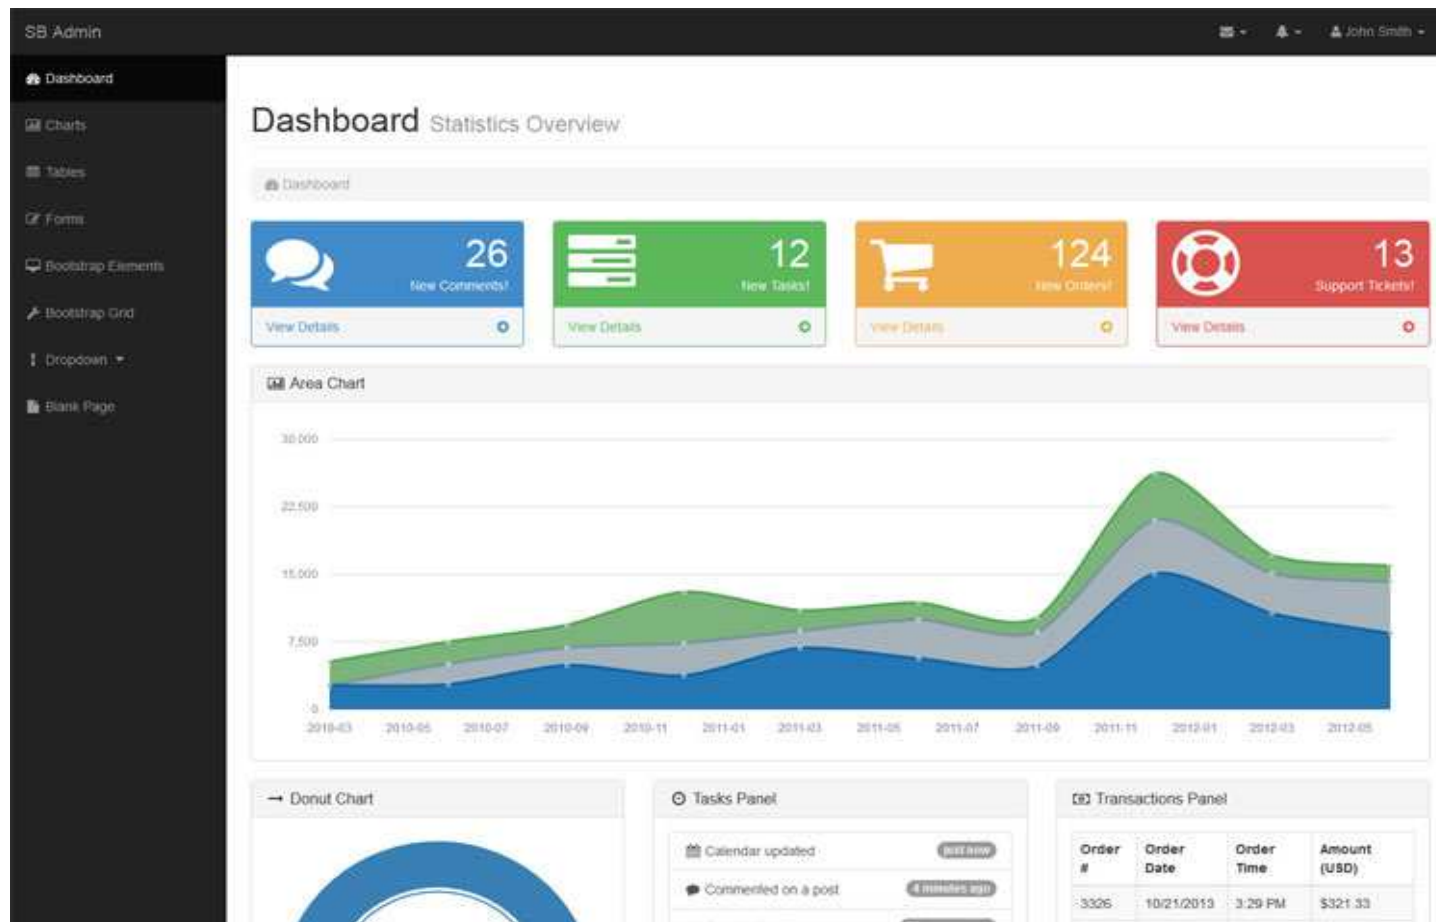 SB Admin
John Smith
Dashboard
Charts
Tables
Forms
Bootstrap Elements
Bootstrap Grid
Dropdown
Blank Page
Dashboard Statistics Overview
Dashboard
26
New Comments!
View Details
12
New Tasks!
View Details
124
New Orders!
View Details
13
Support Tickets!
View Details
Area Chart
30,000
22,500
15,000
7,500
0
2010-03 2010-05 2010-07 2010-09 2010-11 2011-01 2011-03 2011-05 2011-07 2011-09 2011-11 2012-01 2012-03 2012-05
Donut Chart
Tasks Panel
Calendar updated just now
Commented on a post 4 minutes ago
Transactions Panel
Order # Order Date Order Time Amount (USD)
3326 10/21/2013 3:29 PM $321.33